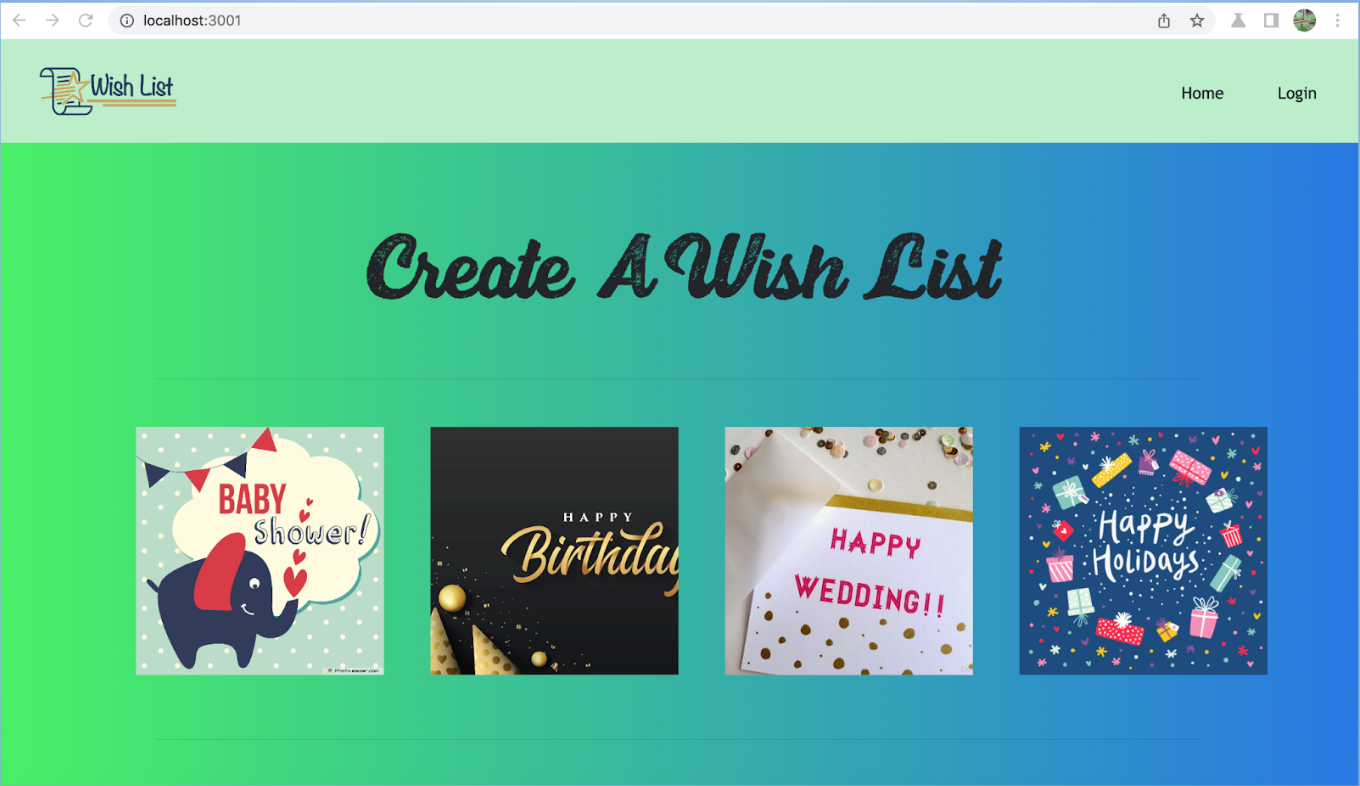 localhost:3001
Wish List
Home
Login
Create A Wish List
BABY
Shower!
HAPPY
Birthday
HAPPY
WEDDING!!
Happy
Holidays